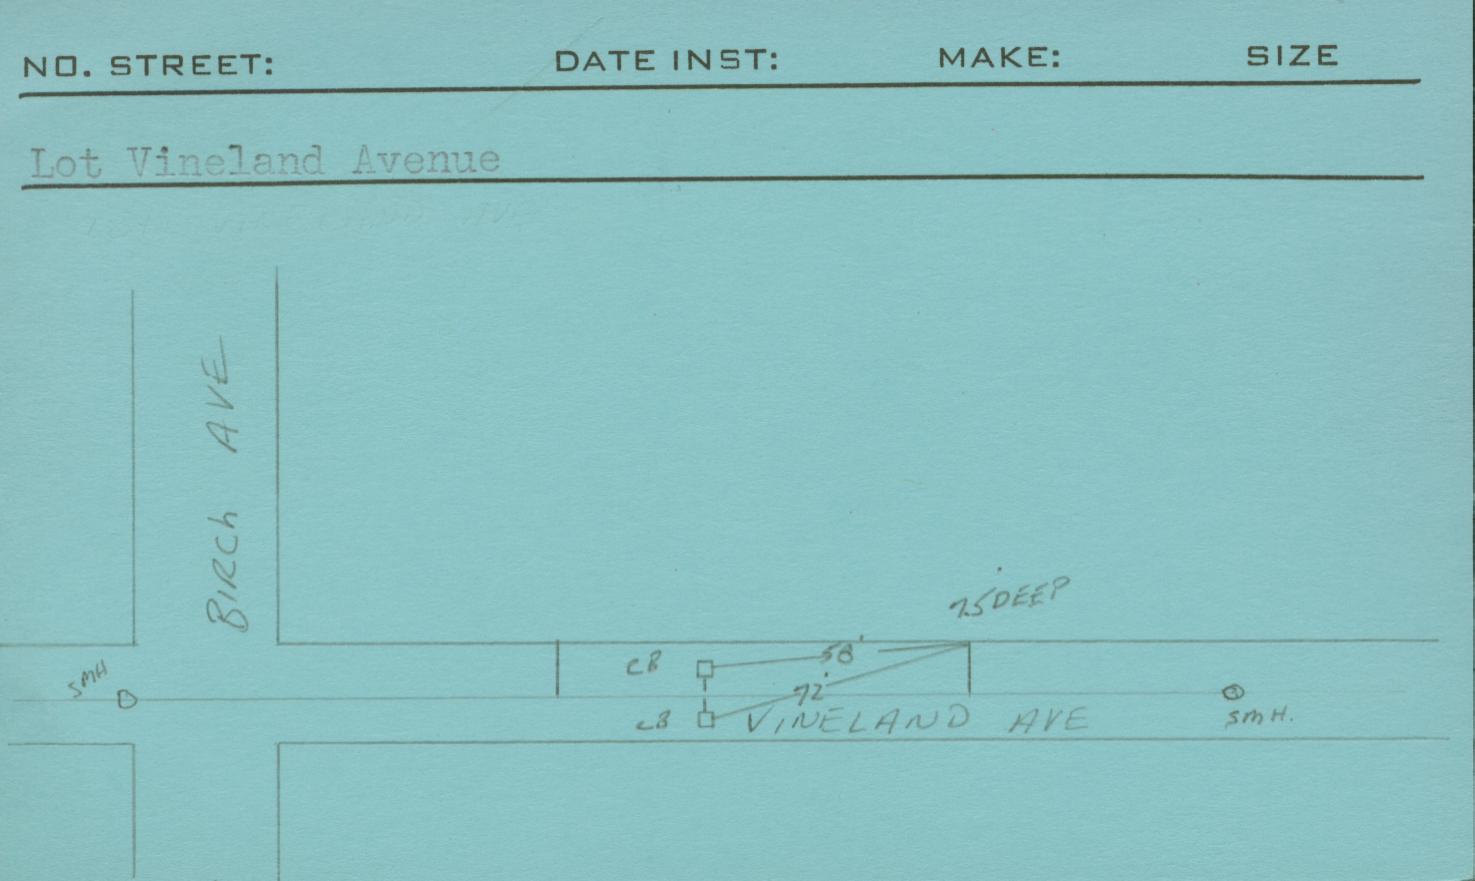 NO. STREET: DATE INST: MAKE: SIZE
Lot Vineland Avenue
BIRCH AVE
7.5' DEEP
SMH
CB 58'
72'
CB VINELAND AVE
SMH.